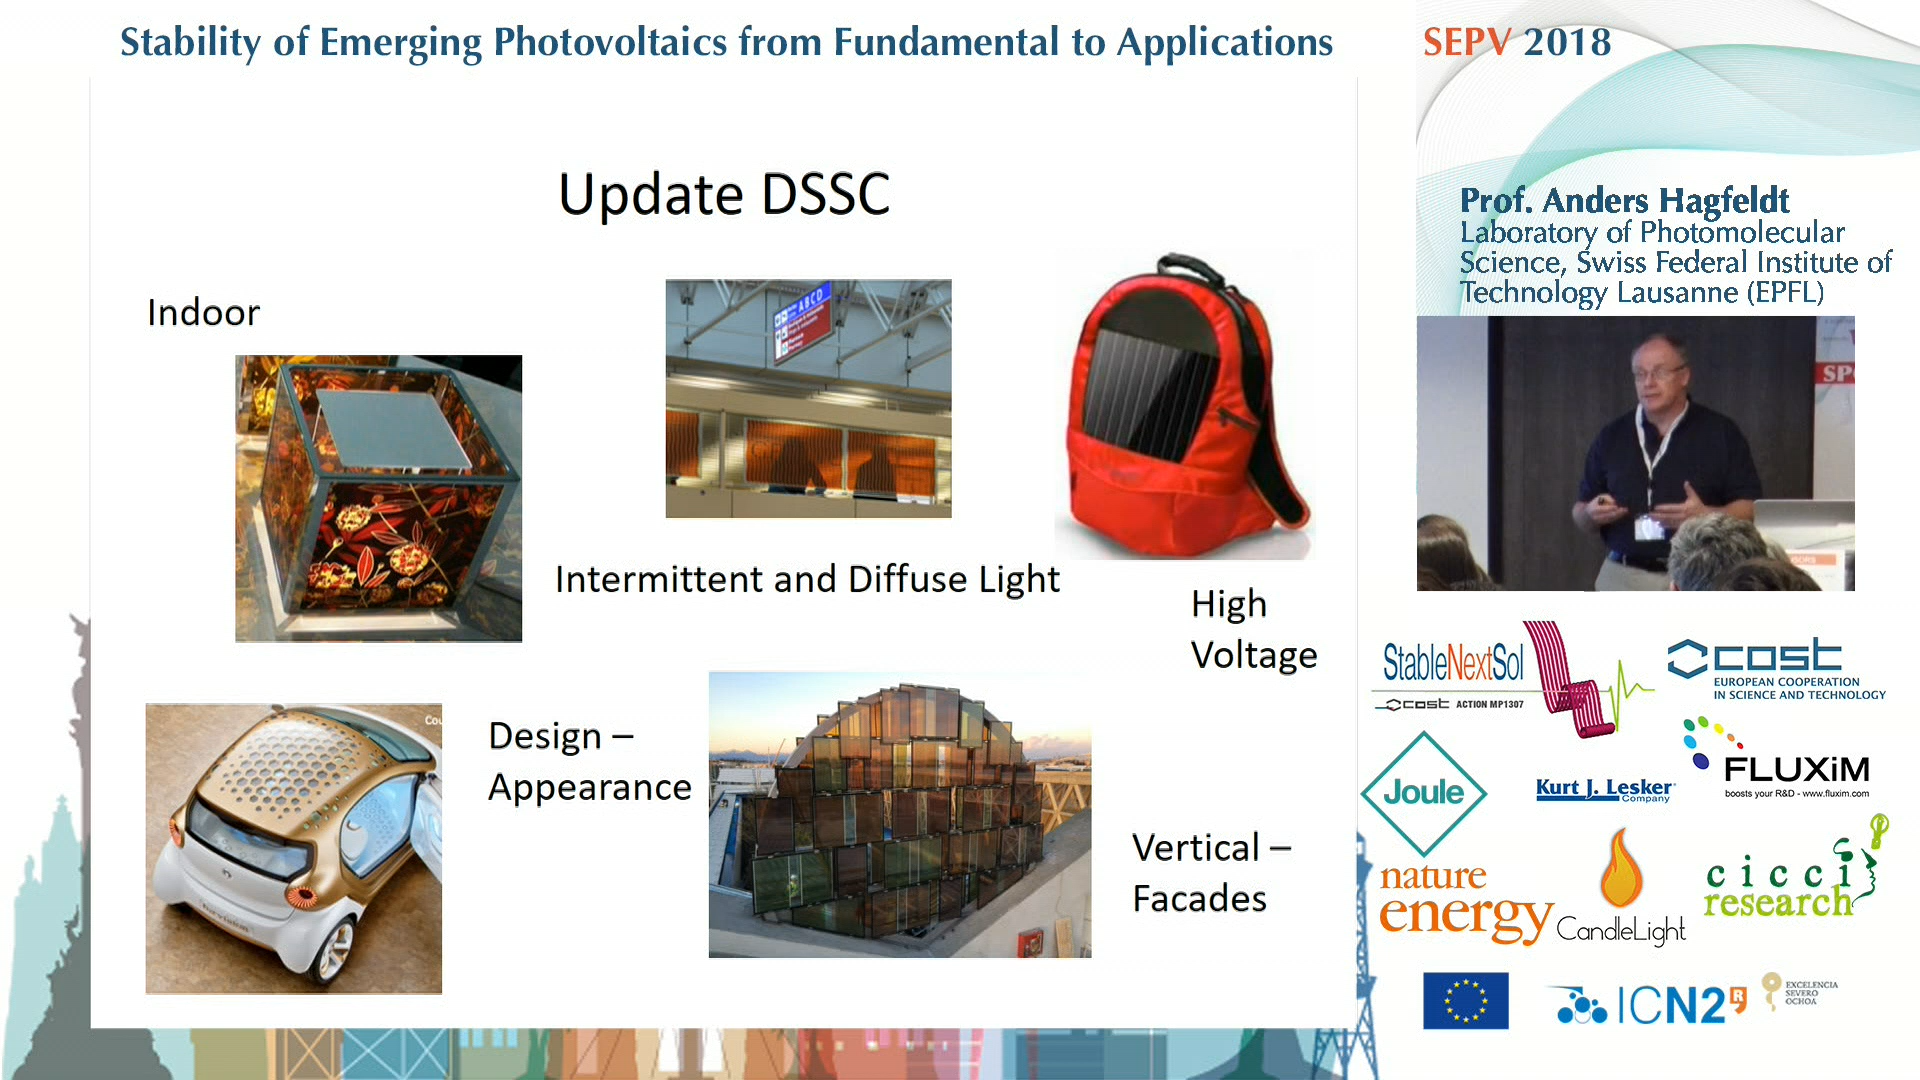 Stability of Emerging Photovoltaics from Fundamental to Applications
SEPV 2018
Update DSSC
Indoor
ABCD
Intermittent and Diffuse Light
High
Voltage
Design –
Appearance
Vertical –
Facades
Prof. Anders Hagfeldt
Laboratory of Photomolecular
Science, Swiss Federal Institute of
Technology Lausanne (EPFL)
SP
SORS
StableNextSol
cost ACTION MP1307
cost
EUROPEAN COOPERATION
IN SCIENCE AND TECHNOLOGY
Joule
Kurt J. Lesker
Company
FLUXiM
boosts your R&D - www.fluxim.com
nature
energy
CandleLight
cicci
research
ICN2
EXCELENCIA
SEVERO
OCHOA